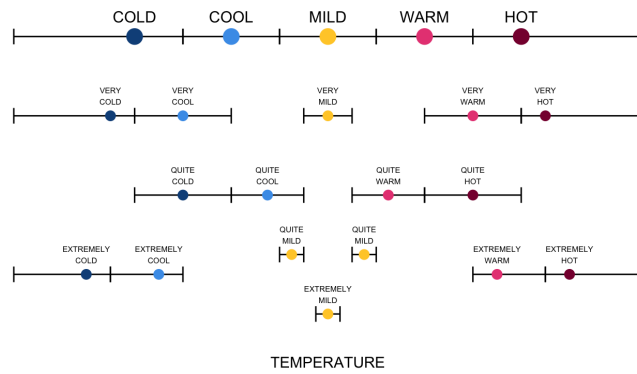 COLD COOL MILD WARM HOT
VERY VERY VERY VERY VERY
COLD COOL MILD WARM HOT
QUITE QUITE QUITE QUITE
COLD COOL WARM HOT
QUITE QUITE
MILD MILD
EXTREMELY EXTREMELY EXTREMELY EXTREMELY
COLD COOL WARM HOT
EXTREMELY
MILD
TEMPERATURE